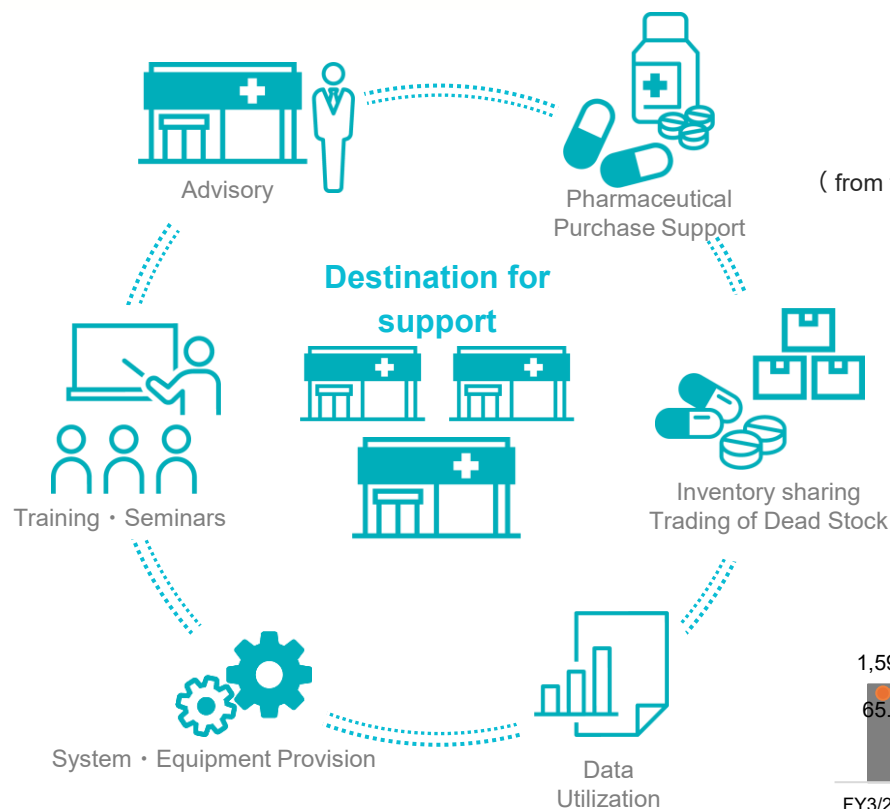 Advisory
Pharmaceutical
Purchase Support
( from
Destination for
support
Training・Seminars
Inventory sharing
Trading of Dead Stock
System・Equipment Provision
Data
Utilization